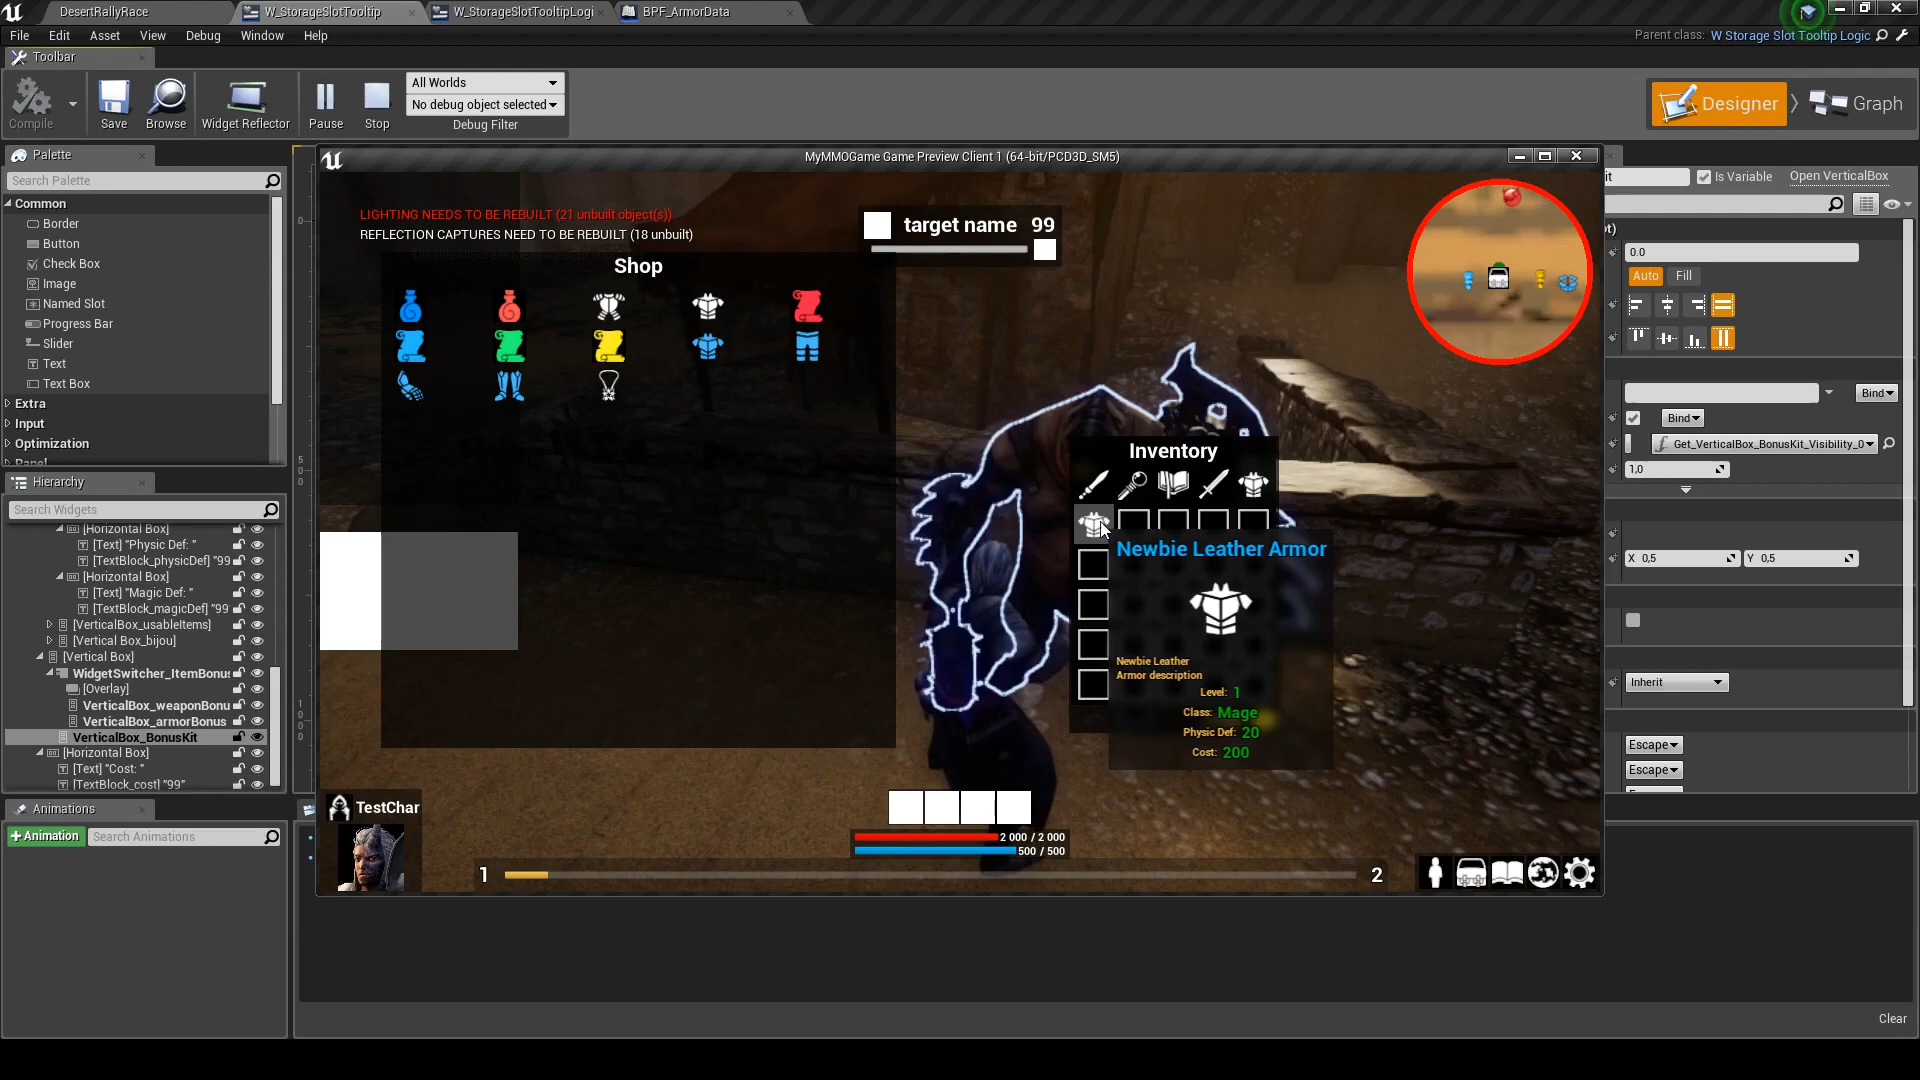 DesertRallyRace
W_StorageSlotTooltip
W_StorageSlotTooltipLogi
BPF_ArmorData
File Edit Asset View Debug Window Help
Parent class: W Storage Slot Tooltip Logic
Toolbar
Compile
Save
Browse
Widget Reflector
Pause
Stop
All Worlds
No debug object selected
Debug Filter
Designer
Graph
Palette
Search Palette
Common
Border
Button
Check Box
Image
Named Slot
Progress Bar
Slider
Text
Text Box
Extra
Input
Optimization
Panel
Hierarchy
Search Widgets
[Horizontal Box]
[Text] "Physic Def: "
[TextBlock_physicDef] "99
[Horizontal Box]
[Text] "Magic Def: "
[TextBlock_magicDef] "99
[VerticalBox_usableItems]
[Vertical Box_bijou]
[Vertical Box]
WidgetSwitcher_ItemBonus
[Overlay]
VerticalBox_weaponBonu
VerticalBox_armorBonus
VerticalBox_BonusKit
[Horizontal Box]
[Text] "Cost: "
[TextBlock_cost] "99"
Animations
+Animation
Search Animations
MyMMOGame Game Preview Client 1 (64-bit/PCD3D_SM5)
LIGHTING NEEDS TO BE REBUILT (21 unbuilt object(s))
REFLECTION CAPTURES NEED TO BE REBUILT (18 unbuilt)
Shop
target name 99
Inventory
Newbie Leather Armor
Newbie Leather
Armor description
Level: 1
Class: Mage
Physic Def: 20
Cost: 200
TestChar
2 000 / 2 000
500 / 500
1
2
it
Is Variable
Open VerticalBox
t)
0.0
Auto
Fill
Bind
Bind
Get_VerticalBox_BonusKit_Visibility_0
1,0
X 0,5
Y 0,5
Inherit
Escape
Escape
Clear